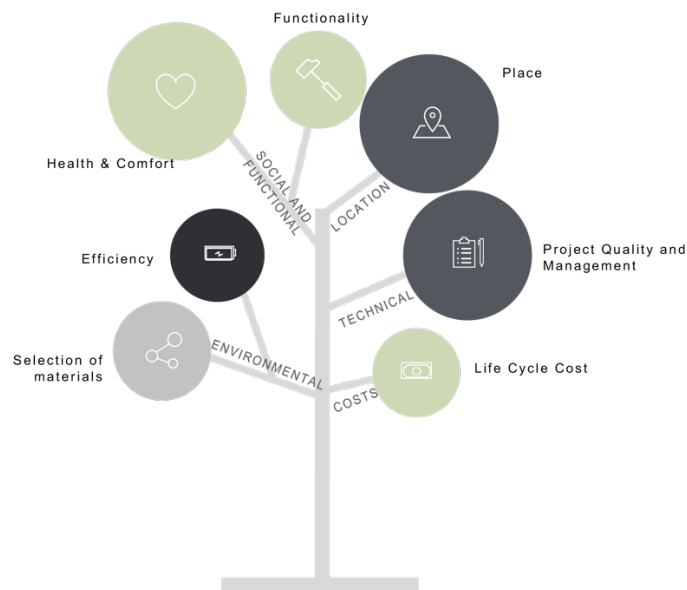 Functionality
Place
Health & Comfort
SOCIAL AND
FUNCTIONAL
LOCATION
Efficiency
Project Quality and
Management
TECHNICAL
Selection of
materials
ENVIRONMENTAL
Life Cycle Cost
COSTS